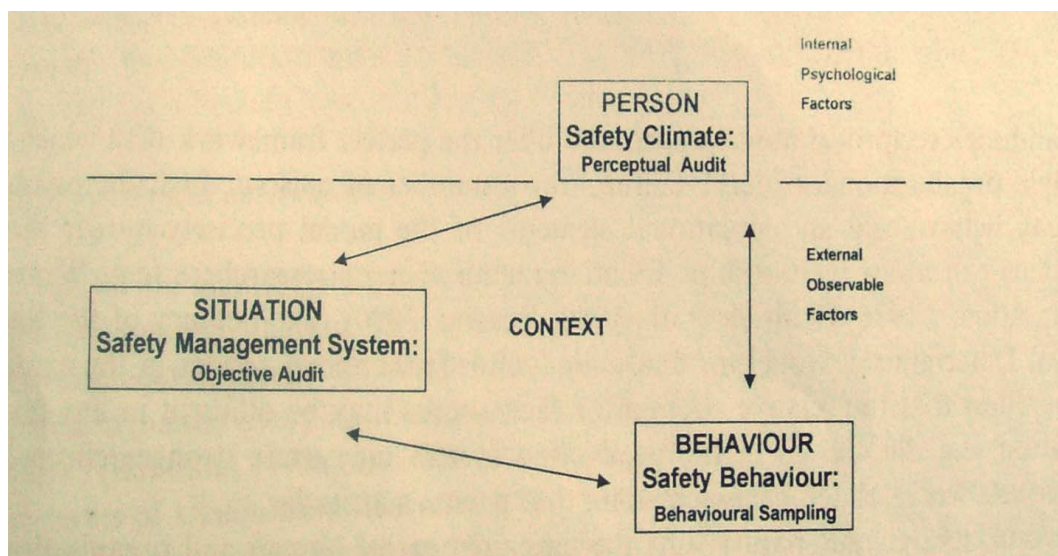 Internal
Psychological
Factors
PERSON
Safety Climate:
Perceptual Audit
External
Observable
Factors
SITUATION
Safety Management System:
Objective Audit
CONTEXT
BEHAVIOUR
Safety Behaviour:
Behavioural Sampling